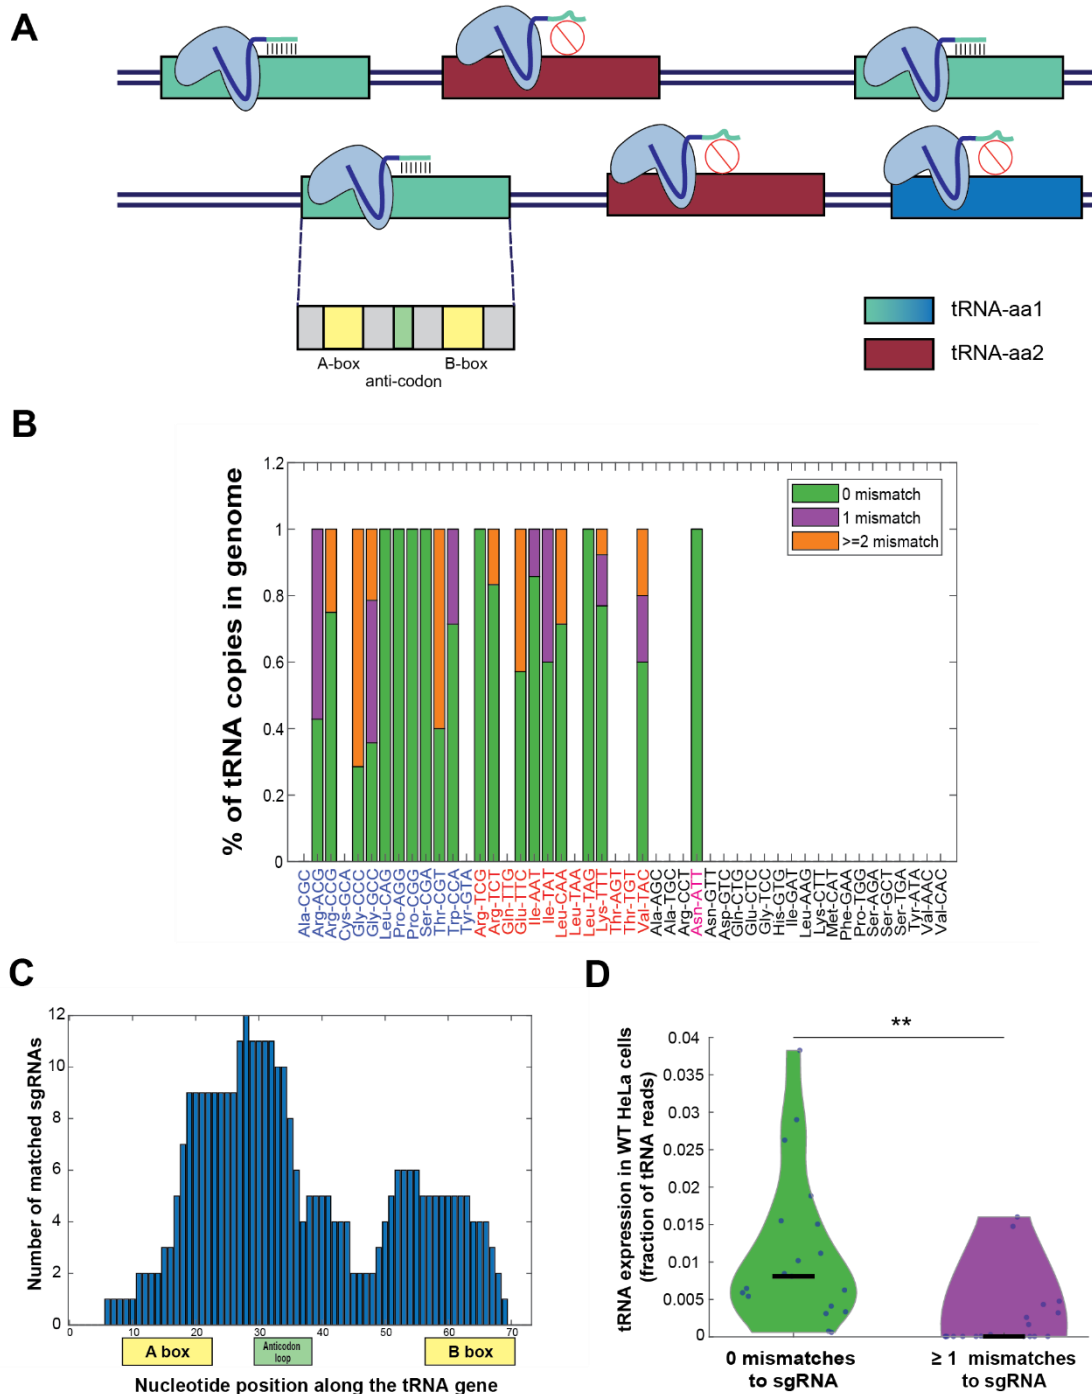 A
A-box
B-box
anti-codon
tRNA-aa1
tRNA-aa2
B
% of tRNA copies in genome
1.2
1
0.8
0.6
0.4
0.2
0
0 mismatch
1 mismatch
>=2 mismatch
Ala-CGC
Arg-ACG
Arg-CCG
Cys-GCA
Gly-CCC
Gly-GCC
Leu-CAG
Pro-AGG
Pro-CGG
Ser-CGA
Thr-CGT
Trp-CCA
Tyr-GTA
Arg-TCG
Arg-TCT
Gln-TTG
Glu-TTC
Ile-AAT
Ile-TAT
Leu-CAA
Leu-TAA
Leu-TAG
Lys-TTT
Thr-AGT
Thr-TGT
Val-TAC
Ala-AGC
Ala-TGC
Arg-CCT
Asn-ATT
Asn-GTT
Asp-GTC
Gln-CTG
Glu-CTC
Gly-TCC
His-GTG
Ile-GAT
Leu-AAG
Lys-CTT
Met-CAT
Phe-GAA
Pro-TGG
Ser-AGA
Ser-GCT
Ser-TGA
Tyr-ATA
Val-AAC
Val-CAC
C
Number of matched sgRNAs
12
10
8
6
4
2
0
0 10 20 30 40 50 60 70
A box
Anticodon
loop
B box
Nucleotide position along the tRNA gene
D
tRNA expression in WT HeLa cells
(fraction of tRNA reads)
**
0.04
0.035
0.03
0.025
0.02
0.015
0.01
0.005
0
0 mismatches
to sgRNA
≥ 1 mismatches
to sgRNA